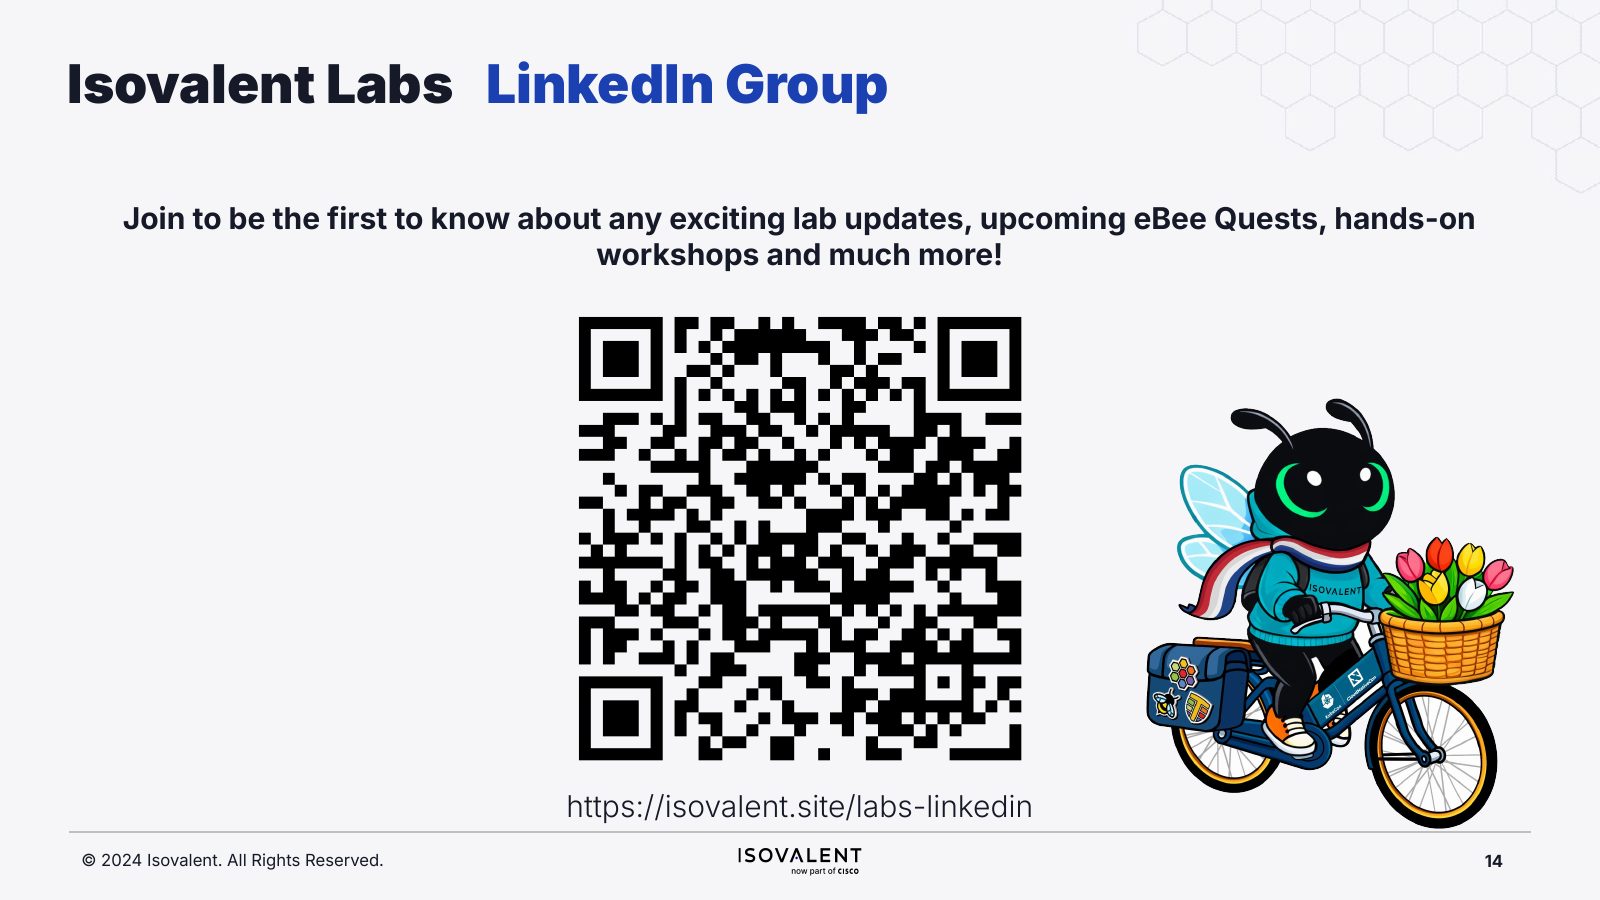 Isovalent Labs LinkedIn Group
Join to be the first to know about any exciting lab updates, upcoming eBee Quests, hands-on
workshops and much more!
ISOVALENT
KubeCon
CloudNativeCon
https://isovalent.site/labs-linkedin
© 2024 Isovalent. All Rights Reserved.
ISOVALENT
now part of CISCO
14